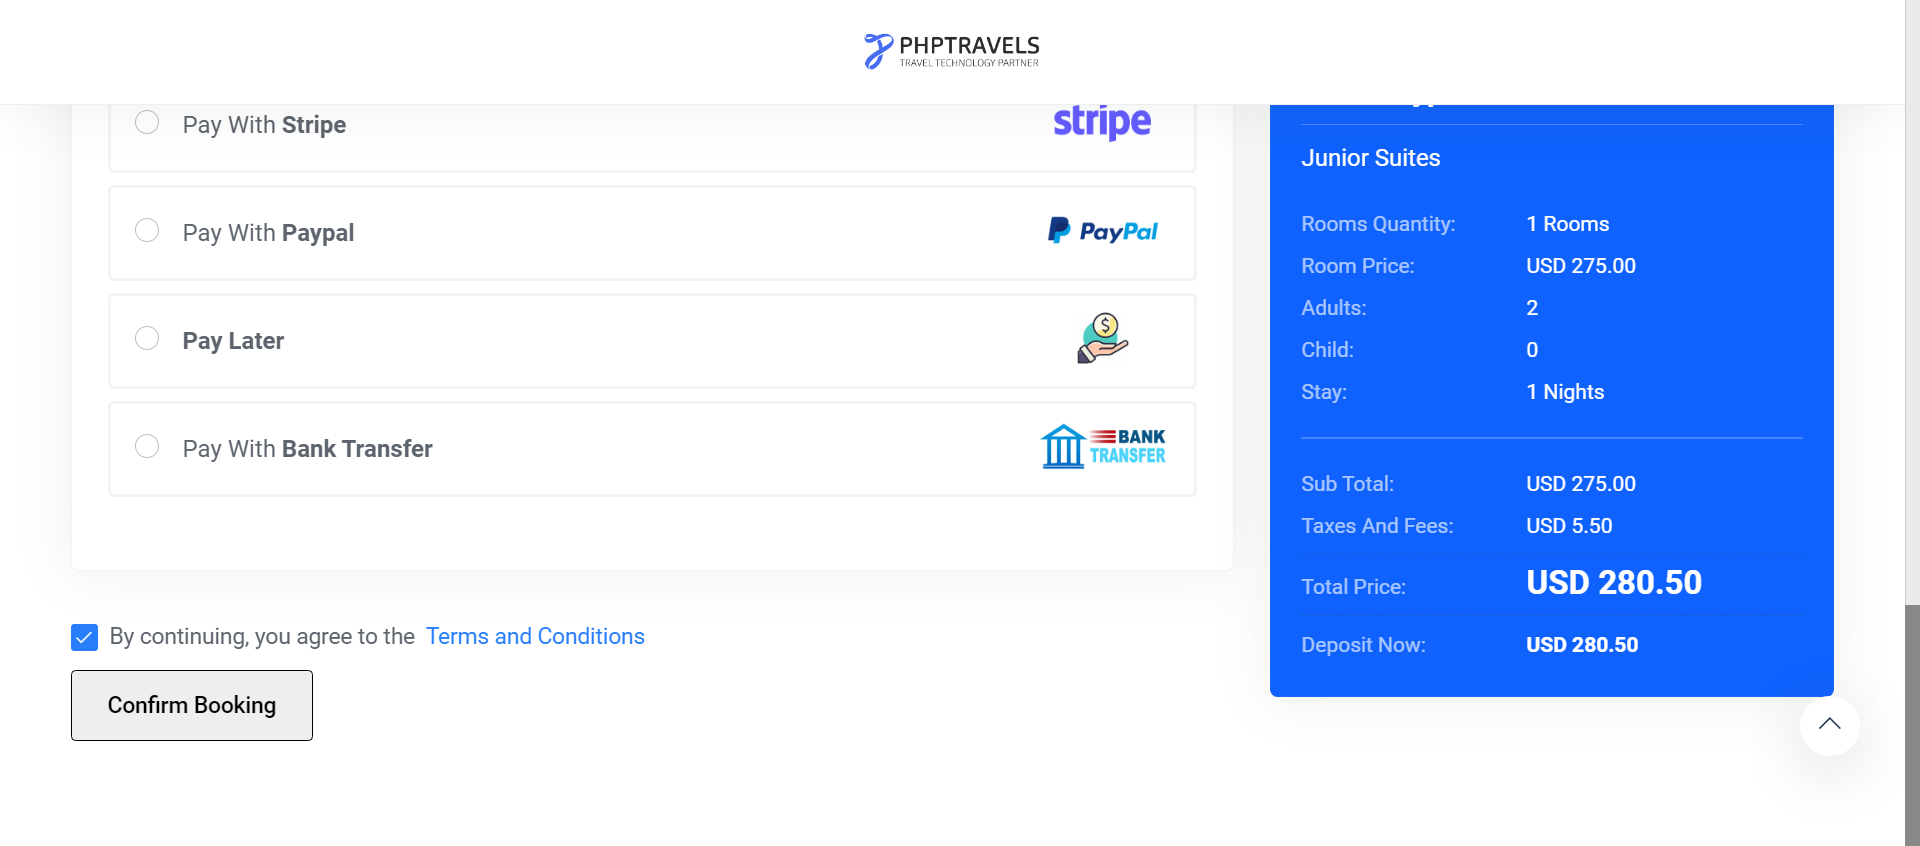 PHPTRAVELS
TRAVEL TECHNOLOGY PARTNER
Pay With Stripe
stripe
Pay With Paypal
PayPal
Pay Later
$
Pay With Bank Transfer
BANK
TRANSFER
By continuing, you agree to the Terms and Conditions
Confirm Booking
Junior Suites
Rooms Quantity: 1 Rooms
Room Price: USD 275.00
Adults: 2
Child: 0
Stay: 1 Nights
Sub Total: USD 275.00
Taxes And Fees: USD 5.50
Total Price: USD 280.50
Deposit Now: USD 280.50